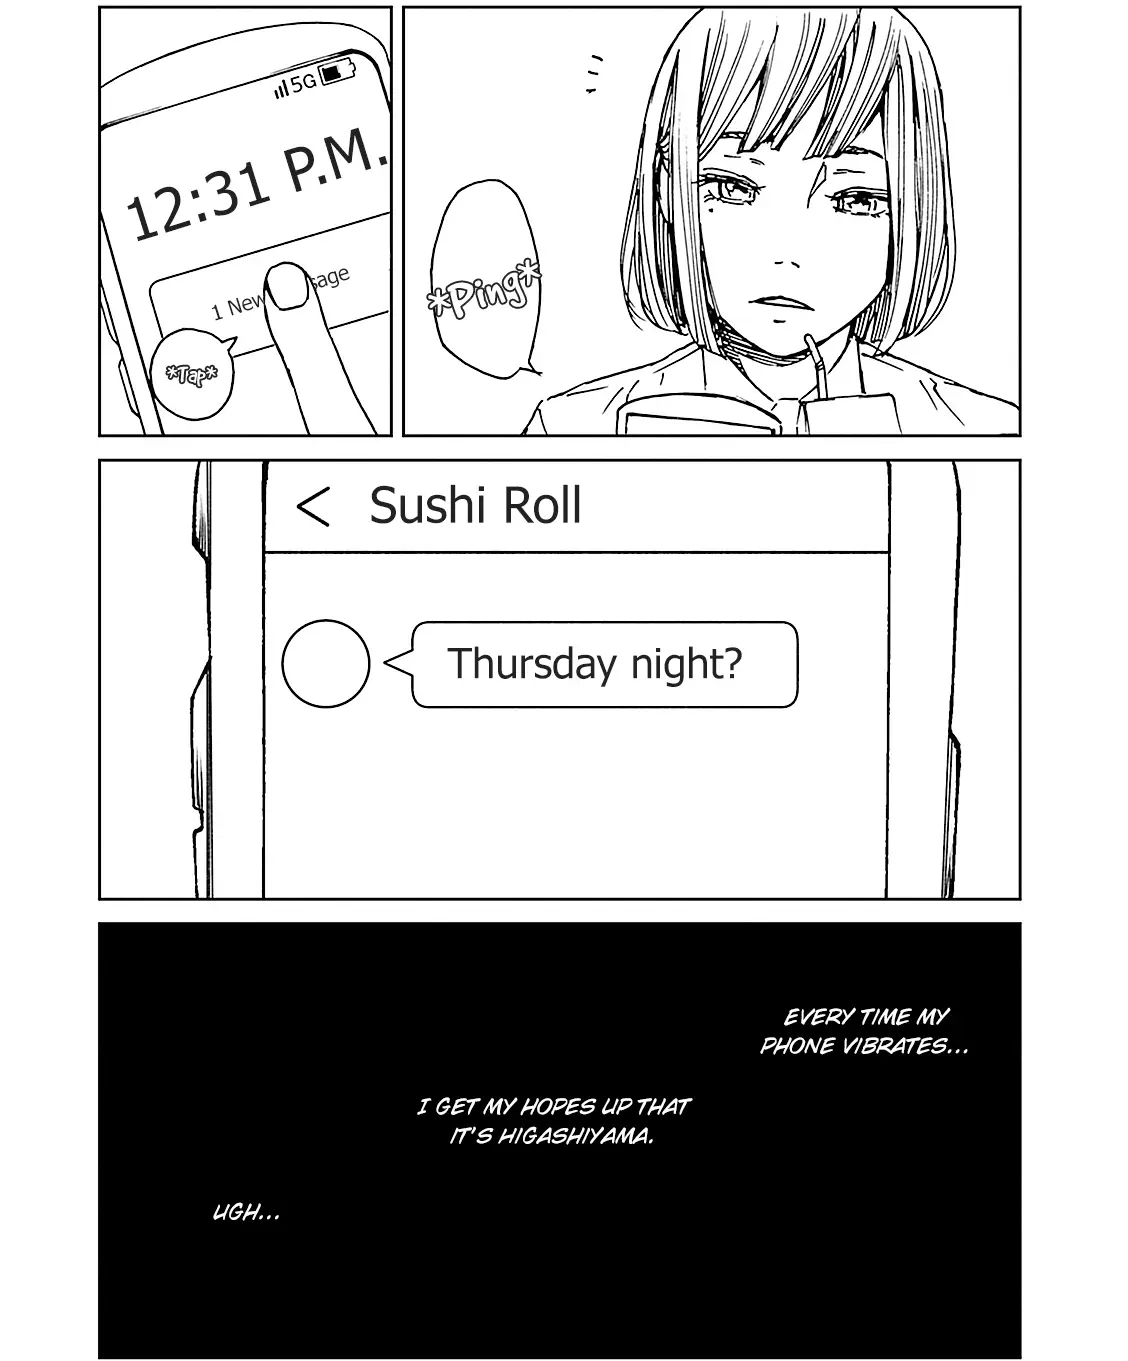 *Ping*
5G
12:31 P.M.
1 New
sage
*Tap*
Sushi Roll
Thursday night?
EVERY TIME MY
PHONE VIBRATES...
I GET MY HOPES UP THAT
IT'S HIGASHIYAMA.
UGH...